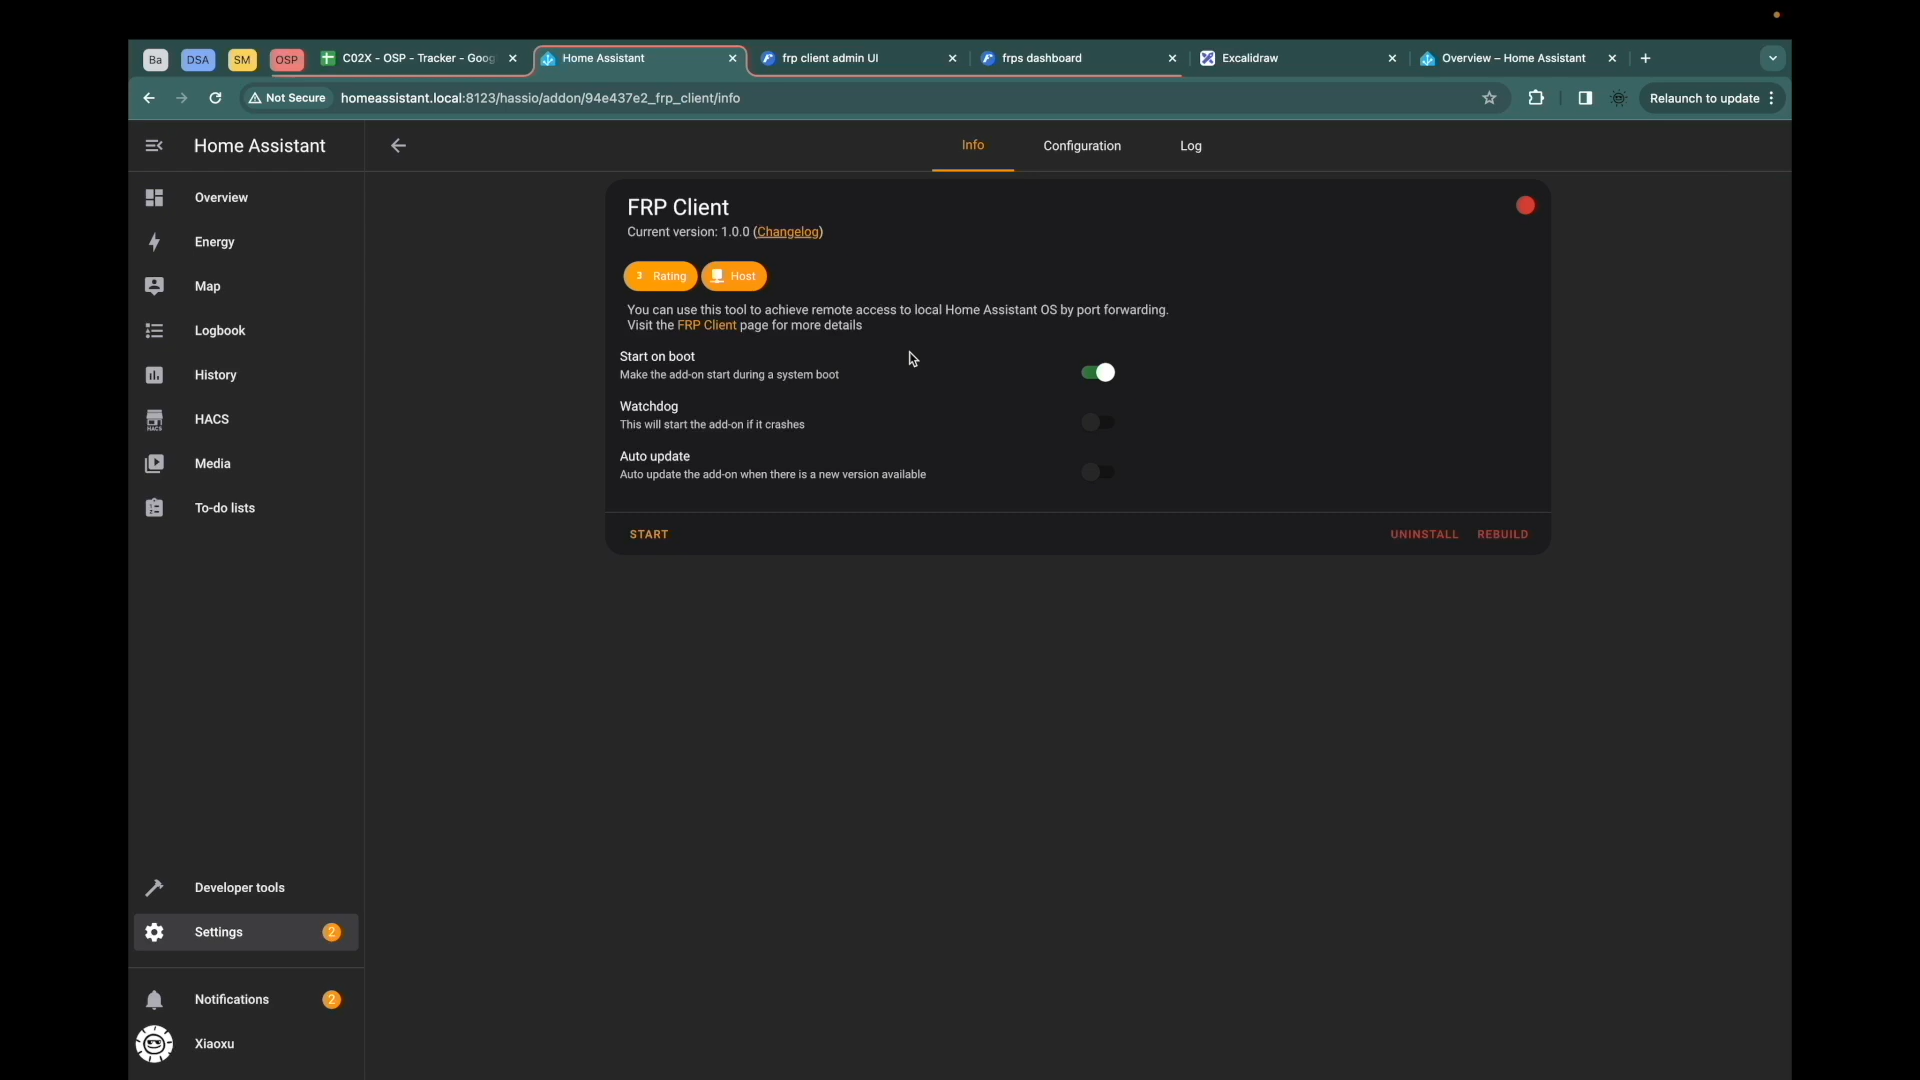 Ba
DSA
SM
OSP
C02X - OSP - Tracker - Goog
Home Assistant
frp client admin UI
frps dashboard
Excalidraw
Overview – Home Assistant
Not Secure
homeassistant.local:8123/hassio/addon/94e437e2_frp_client/info
Relaunch to update
Home Assistant
Info
Configuration
Log
Overview
Energy
Map
Logbook
History
HACS
HACS
Media
To-do lists
Developer tools
Settings
2
Notifications
2
Xiaoxu
FRP Client
Current version: 1.0.0 (Changelog)
3 Rating
Host
You can use this tool to achieve remote access to local Home Assistant OS by port forwarding.
Visit the FRP Client page for more details
Start on boot
Make the add-on start during a system boot
Watchdog
This will start the add-on if it crashes
Auto update
Auto update the add-on when there is a new version available
START
UNINSTALL
REBUILD